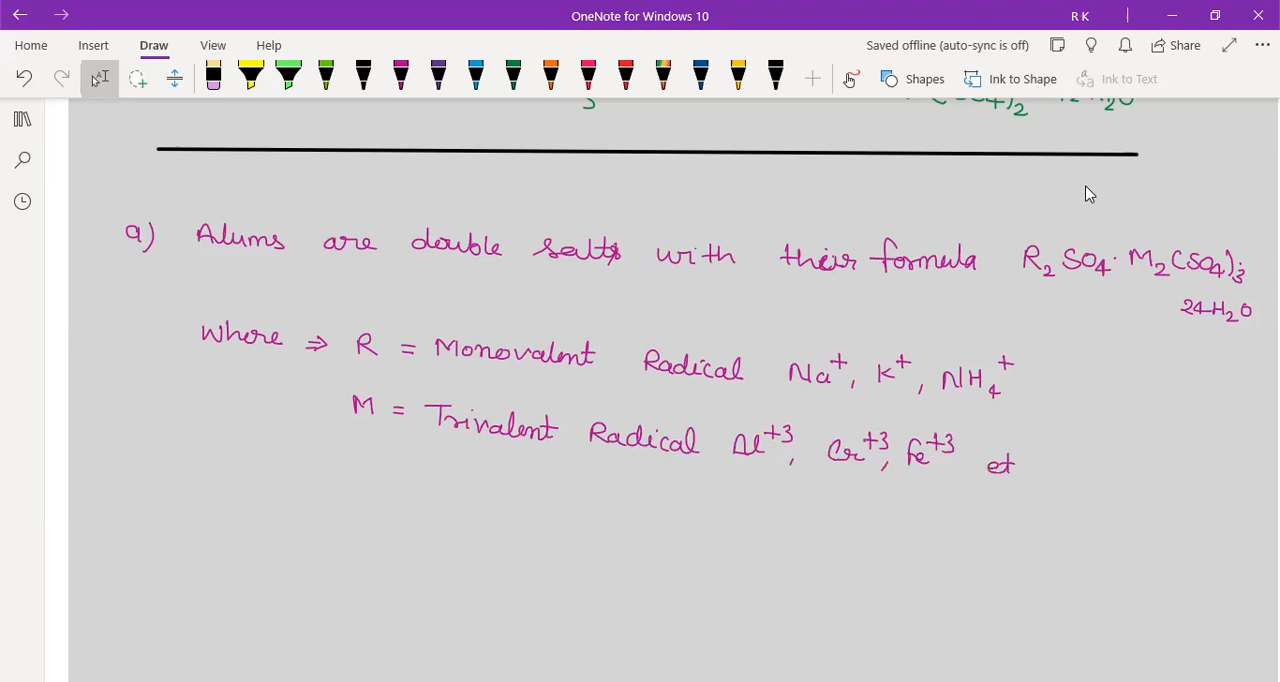 OneNote for Windows 10
R K
Home Insert Draw View Help
Saved offline (auto-sync is off)
Share
Shapes
Ink to Shape
Ink to Text
a) Alums are double salts with their formula R₂SO₄· M₂(SO₄)₃
24H₂O
Where ⇒ R = Monovalent Radical Na⁺, K⁺, NH₄⁺
M = Trivalent Radical Al⁺³, Cr⁺³, Fe⁺³ et